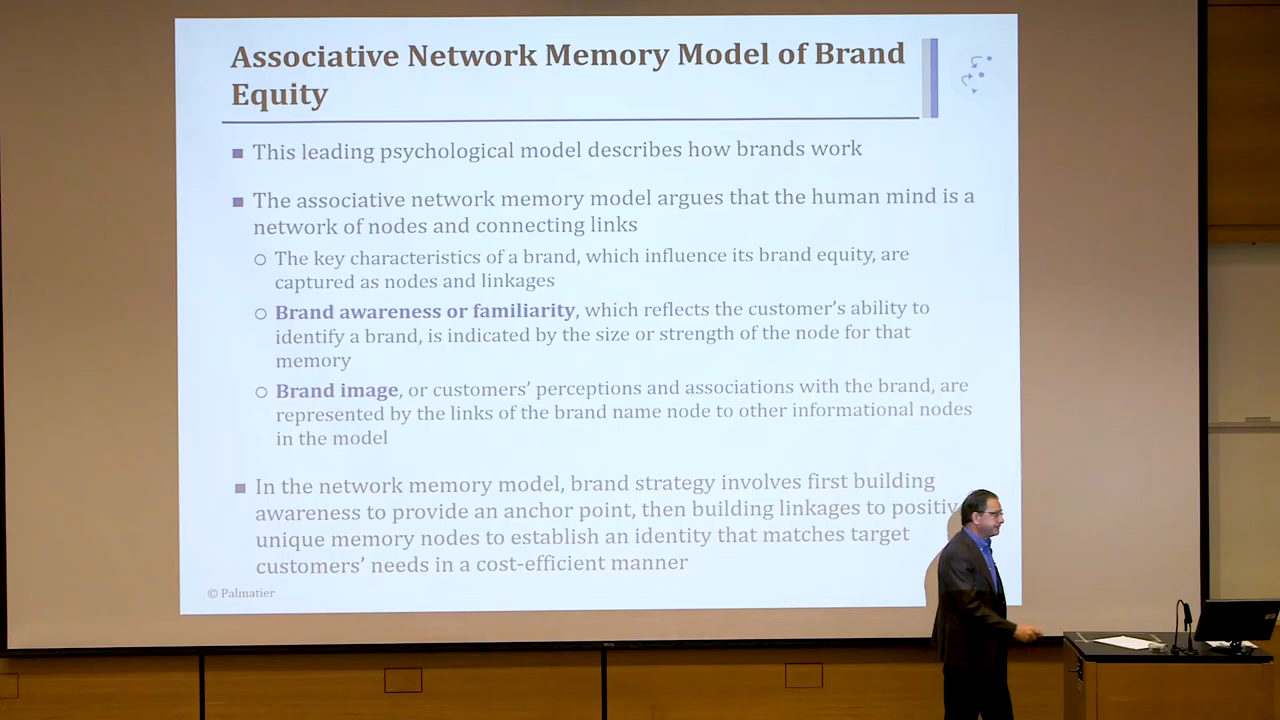 Associative Network Memory Model of Brand
Equity
This leading psychological model describes how brands work
The associative network memory model argues that the human mind is a
network of nodes and connecting links
The key characteristics of a brand, which influence its brand equity, are
captured as nodes and linkages
Brand awareness or familiarity, which reflects the customer's ability to
identify a brand, is indicated by the size or strength of the node for that
memory
Brand image, or customers' perceptions and associations with the brand, are
represented by the links of the brand name node to other informational nodes
in the model
In the network memory model, brand strategy involves first building
awareness to provide an anchor point, then building linkages to positiv
unique memory nodes to establish an identity that matches target
customers' needs in a cost-efficient manner
© Palmatier